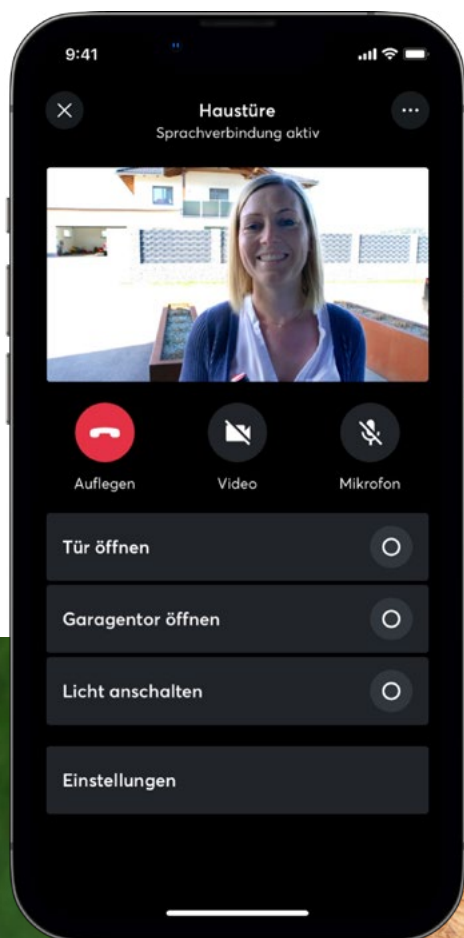 9:41
Haustüre
Sprachverbindung aktiv
Auflegen
Video
Mikrofon
Tür öffnen
Garagentor öffnen
Licht anschalten
Einstellungen